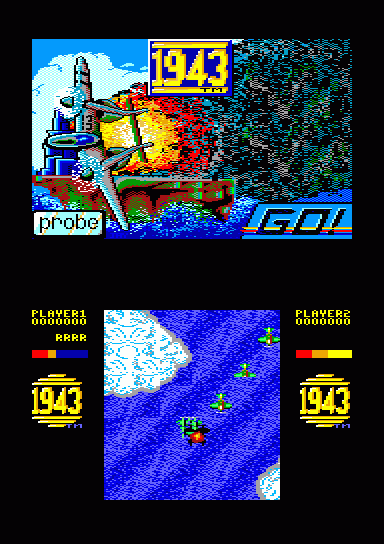 1943
TM
probe
GO!
PLAYER1
0000000
RRRR
1943
TM
PLAYER2
0000000
1943
TM